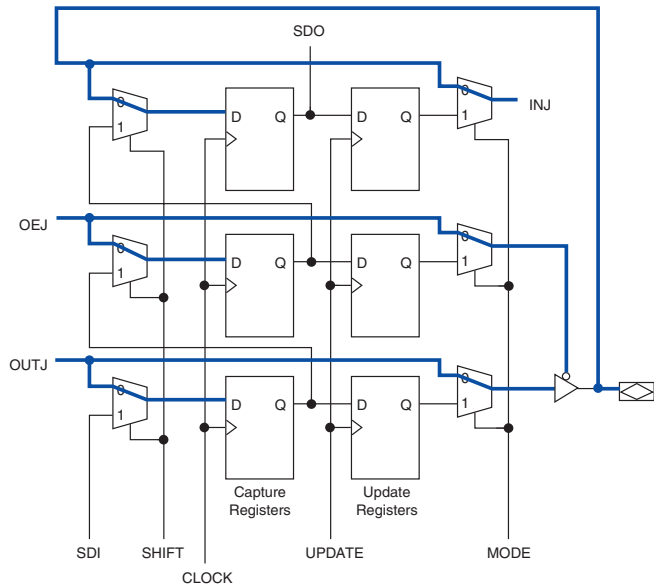 SDO
0
1
D Q
D Q
0
1
INJ
OEJ
0
1
D Q
D Q
0
1
OUTJ
0
1
D Q
D Q
0
1
Capture
Registers
Update
Registers
SDI
SHIFT
CLOCK
UPDATE
MODE